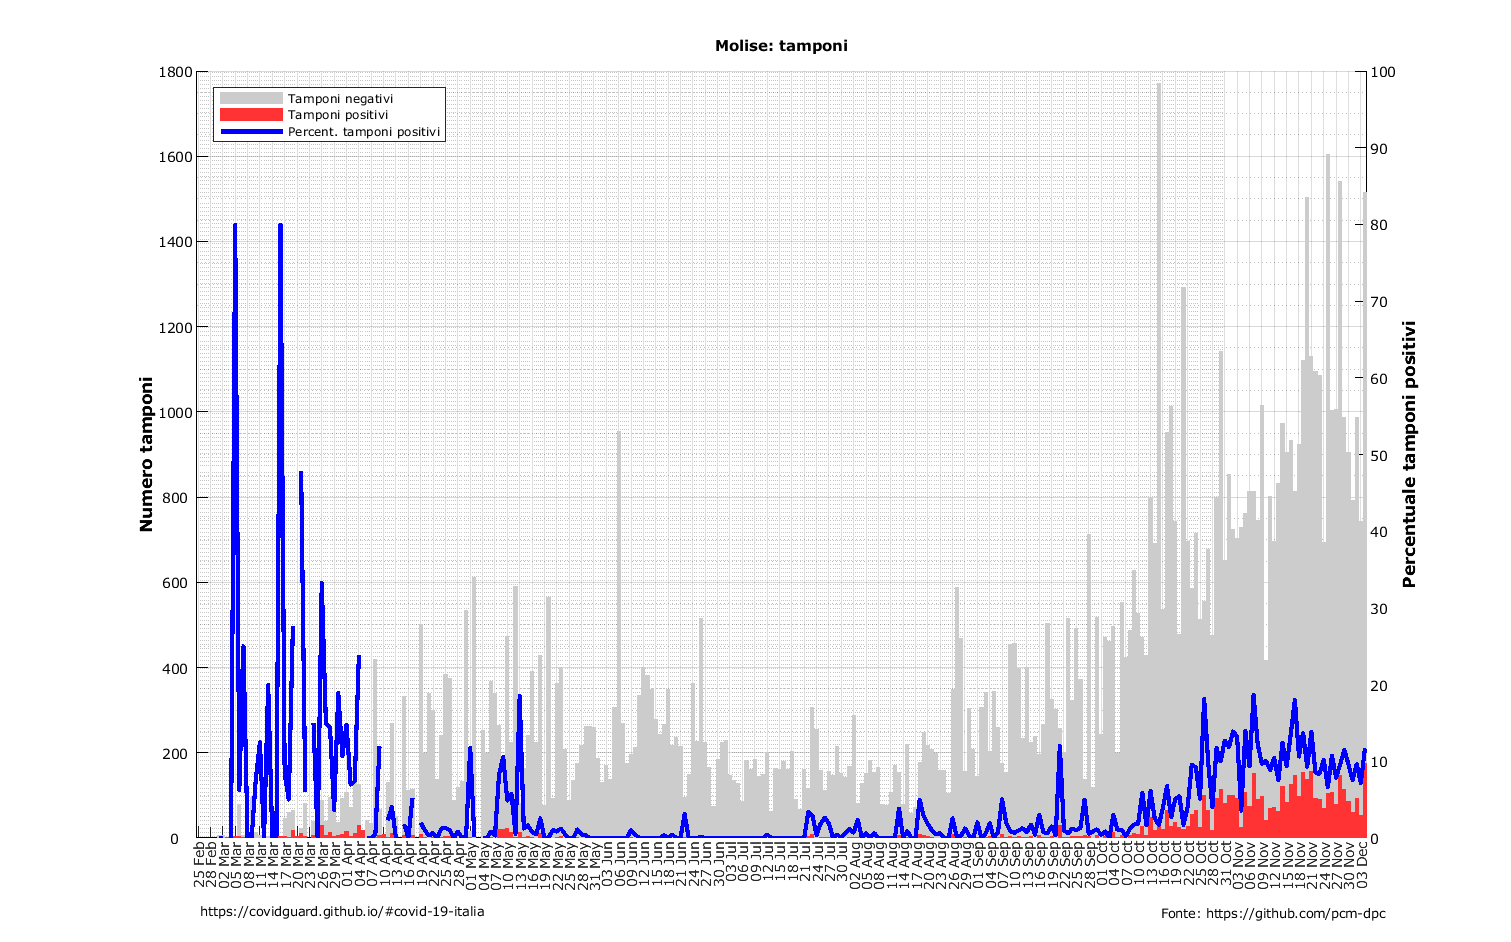 Molise: tamponi
Tamponi negativi
Tamponi positivi
Percent. tamponi positivi
Numero tamponi
1800
1600
1400
1200
1000
800
600
400
200
0
Percentuale tamponi positivi
100
90
80
70
60
50
40
30
20
10
0
25 Feb
28 Feb
02 Mar
05 Mar
08 Mar
11 Mar
14 Mar
17 Mar
20 Mar
23 Mar
26 Mar
29 Mar
01 Apr
04 Apr
07 Apr
10 Apr
13 Apr
16 Apr
19 Apr
22 Apr
25 Apr
28 Apr
01 May
04 May
07 May
10 May
13 May
16 May
19 May
22 May
25 May
28 May
31 May
03 Jun
06 Jun
09 Jun
12 Jun
15 Jun
18 Jun
21 Jun
24 Jun
27 Jun
30 Jun
03 Jul
06 Jul
09 Jul
12 Jul
15 Jul
18 Jul
21 Jul
24 Jul
27 Jul
30 Jul
02 Aug
05 Aug
08 Aug
11 Aug
14 Aug
17 Aug
20 Aug
23 Aug
26 Aug
29 Aug
01 Sep
04 Sep
07 Sep
10 Sep
13 Sep
16 Sep
19 Sep
22 Sep
25 Sep
28 Sep
01 Oct
04 Oct
07 Oct
10 Oct
13 Oct
16 Oct
19 Oct
22 Oct
25 Oct
28 Oct
31 Oct
03 Nov
06 Nov
09 Nov
12 Nov
15 Nov
18 Nov
21 Nov
24 Nov
27 Nov
30 Nov
03 Dec
https://covidguard.github.io/#covid-19-italia
Fonte: https://github.com/pcm-dpc